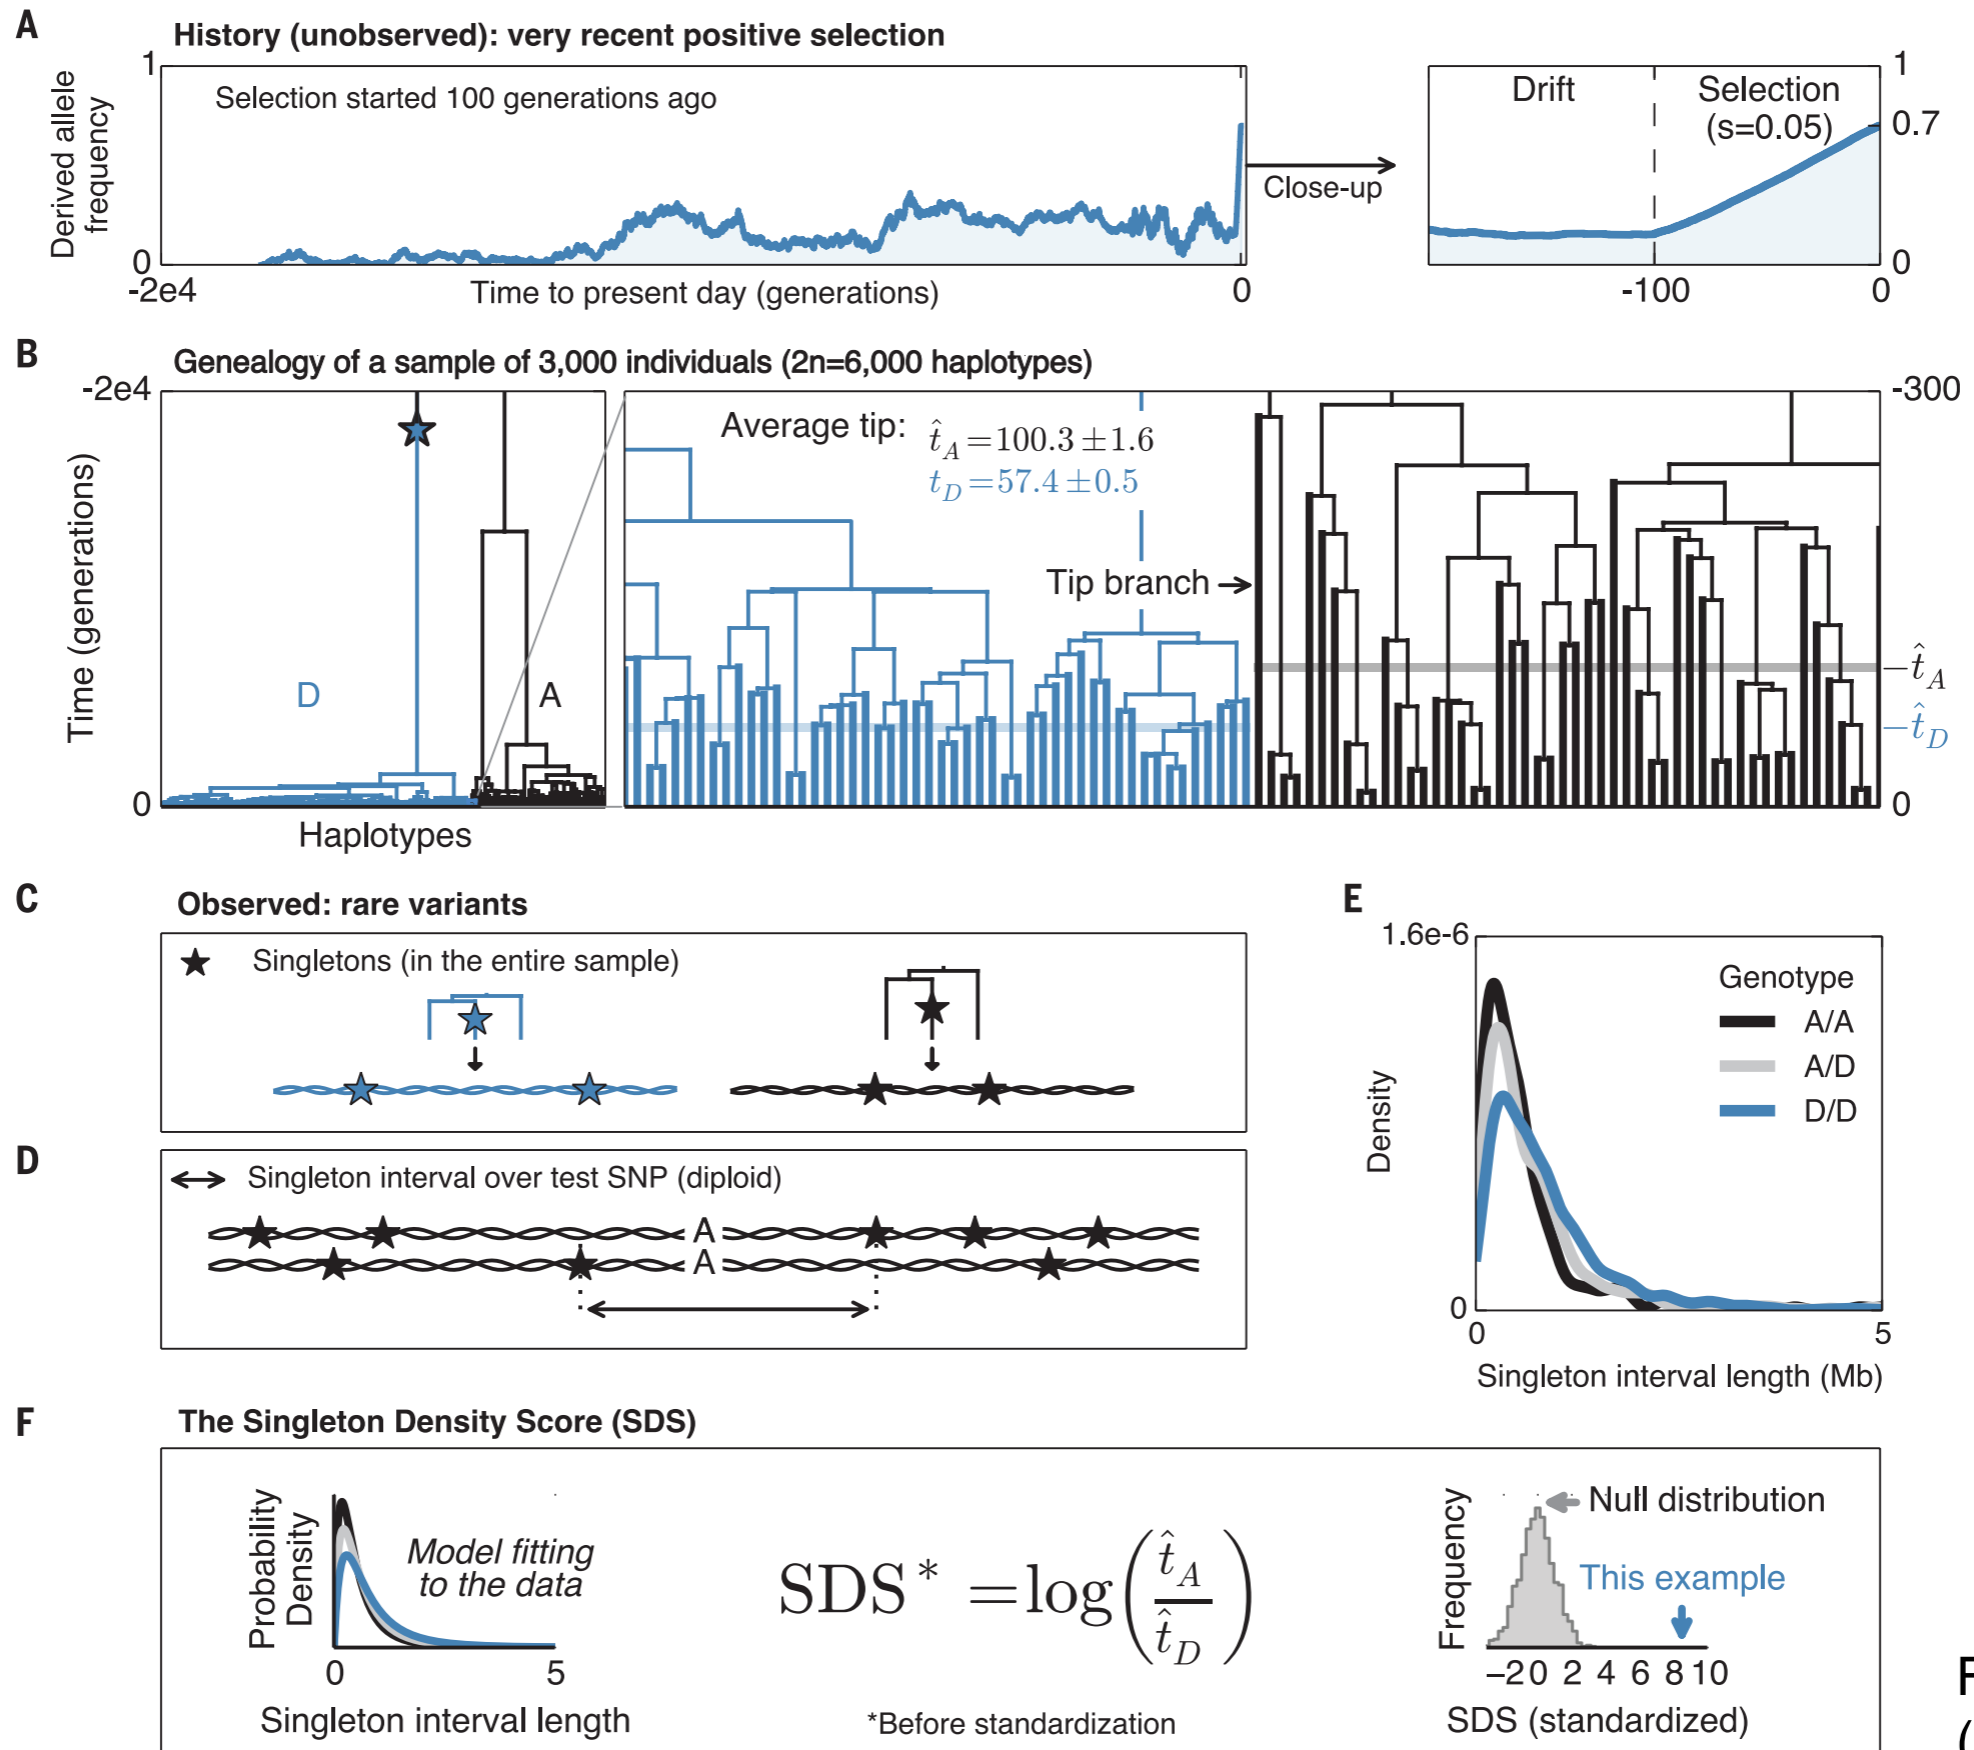 A
History (unobserved): very recent positive selection
Derived allele
frequency
1
0
Selection started 100 generations ago
-2e4
Time to present day (generations)
0
Close-up
Drift
Selection
(s=0.05)
1
0.7
0
-100
0
B
Genealogy of a sample of 3,000 individuals (2n=6,000 haplotypes)
Time (generations)
-2e4
0
D
A
Haplotypes
Average tip:
t̂_A=100.3 ±1.6
t_D=57.4 ±0.5
Tip branch
-300
t̂_A
t̂_D
0
C
Observed: rare variants
Singletons (in the entire sample)
D
Singleton interval over test SNP (diploid)
A
A
E
1.6e-6
Density
0
Genotype
A/A
A/D
D/D
0
5
Singleton interval length (Mb)
F
The Singleton Density Score (SDS)
Probability
Density
Model fitting
to the data
0
5
Singleton interval length
SDS* =log(t̂_A/t̂_D)
*Before standardization
Frequency
Null distribution
This example
−2 0 2 4 6 8 10
SDS (standardized)